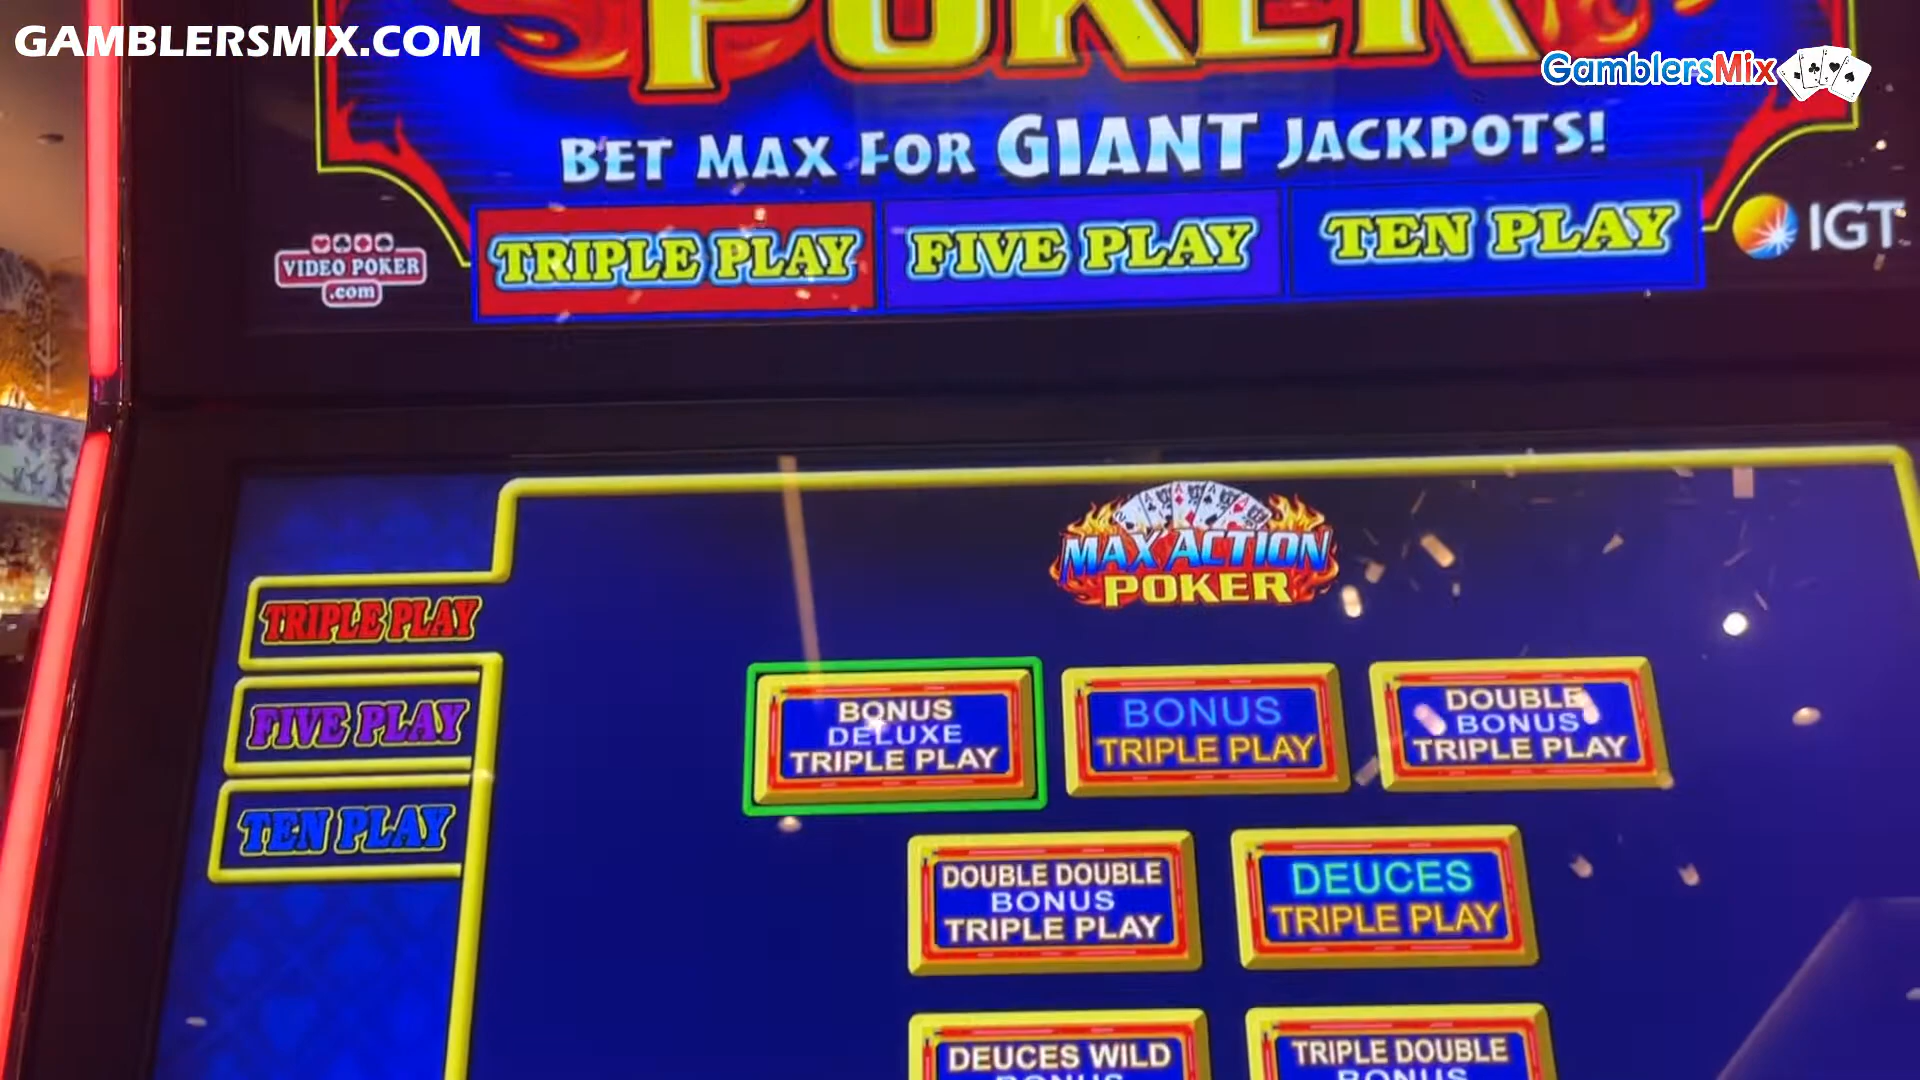 GAMBLERSMIX.COM
GamblersMix
POKER
BET MAX FOR GIANT JACKPOTS!
TRIPLE PLAY
FIVE PLAY
TEN PLAY
VIDEO POKER
.com
IGT
MAX ACTION
POKER
TRIPLE PLAY
FIVE PLAY
TEN PLAY
BONUS
DELUXE
TRIPLE PLAY
BONUS
TRIPLE PLAY
DOUBLE
BONUS
TRIPLE PLAY
DOUBLE DOUBLE
BONUS
TRIPLE PLAY
DEUCES
TRIPLE PLAY
DEUCES WILD
BONUS
TRIPLE DOUBLE
BONUS